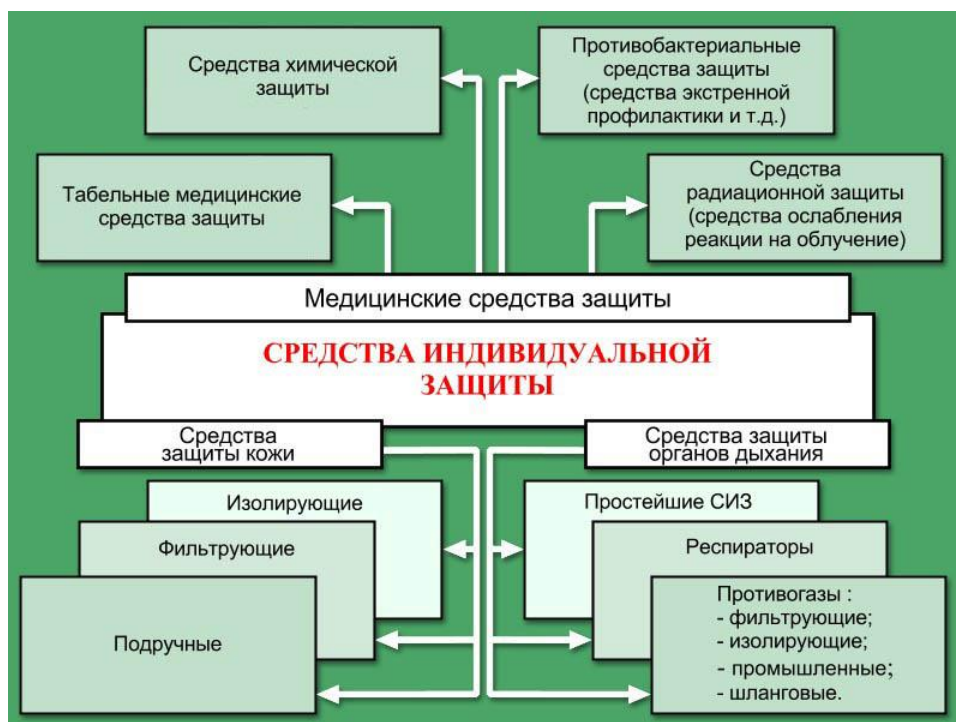 Средства химической
защиты
Противобактериальные
средства защиты
(средства экстренной
профилактики и т.д.)
Табельные медицинские
средства защиты
Средства
радиационной защиты
(средства ослабления
реакции на облучение)
Медицинские средства защиты
СРЕДСТВА ИНДИВИДУАЛЬНОЙ
ЗАЩИТЫ
Средства
защиты кожи
Средства защиты
органов дыхания
Изолирующие
Фильтрующие
Подручные
Простейшие СИЗ
Респираторы
Противогазы :
- фильтрующие;
- изолирующие;
- промышленные;
- шланговые.